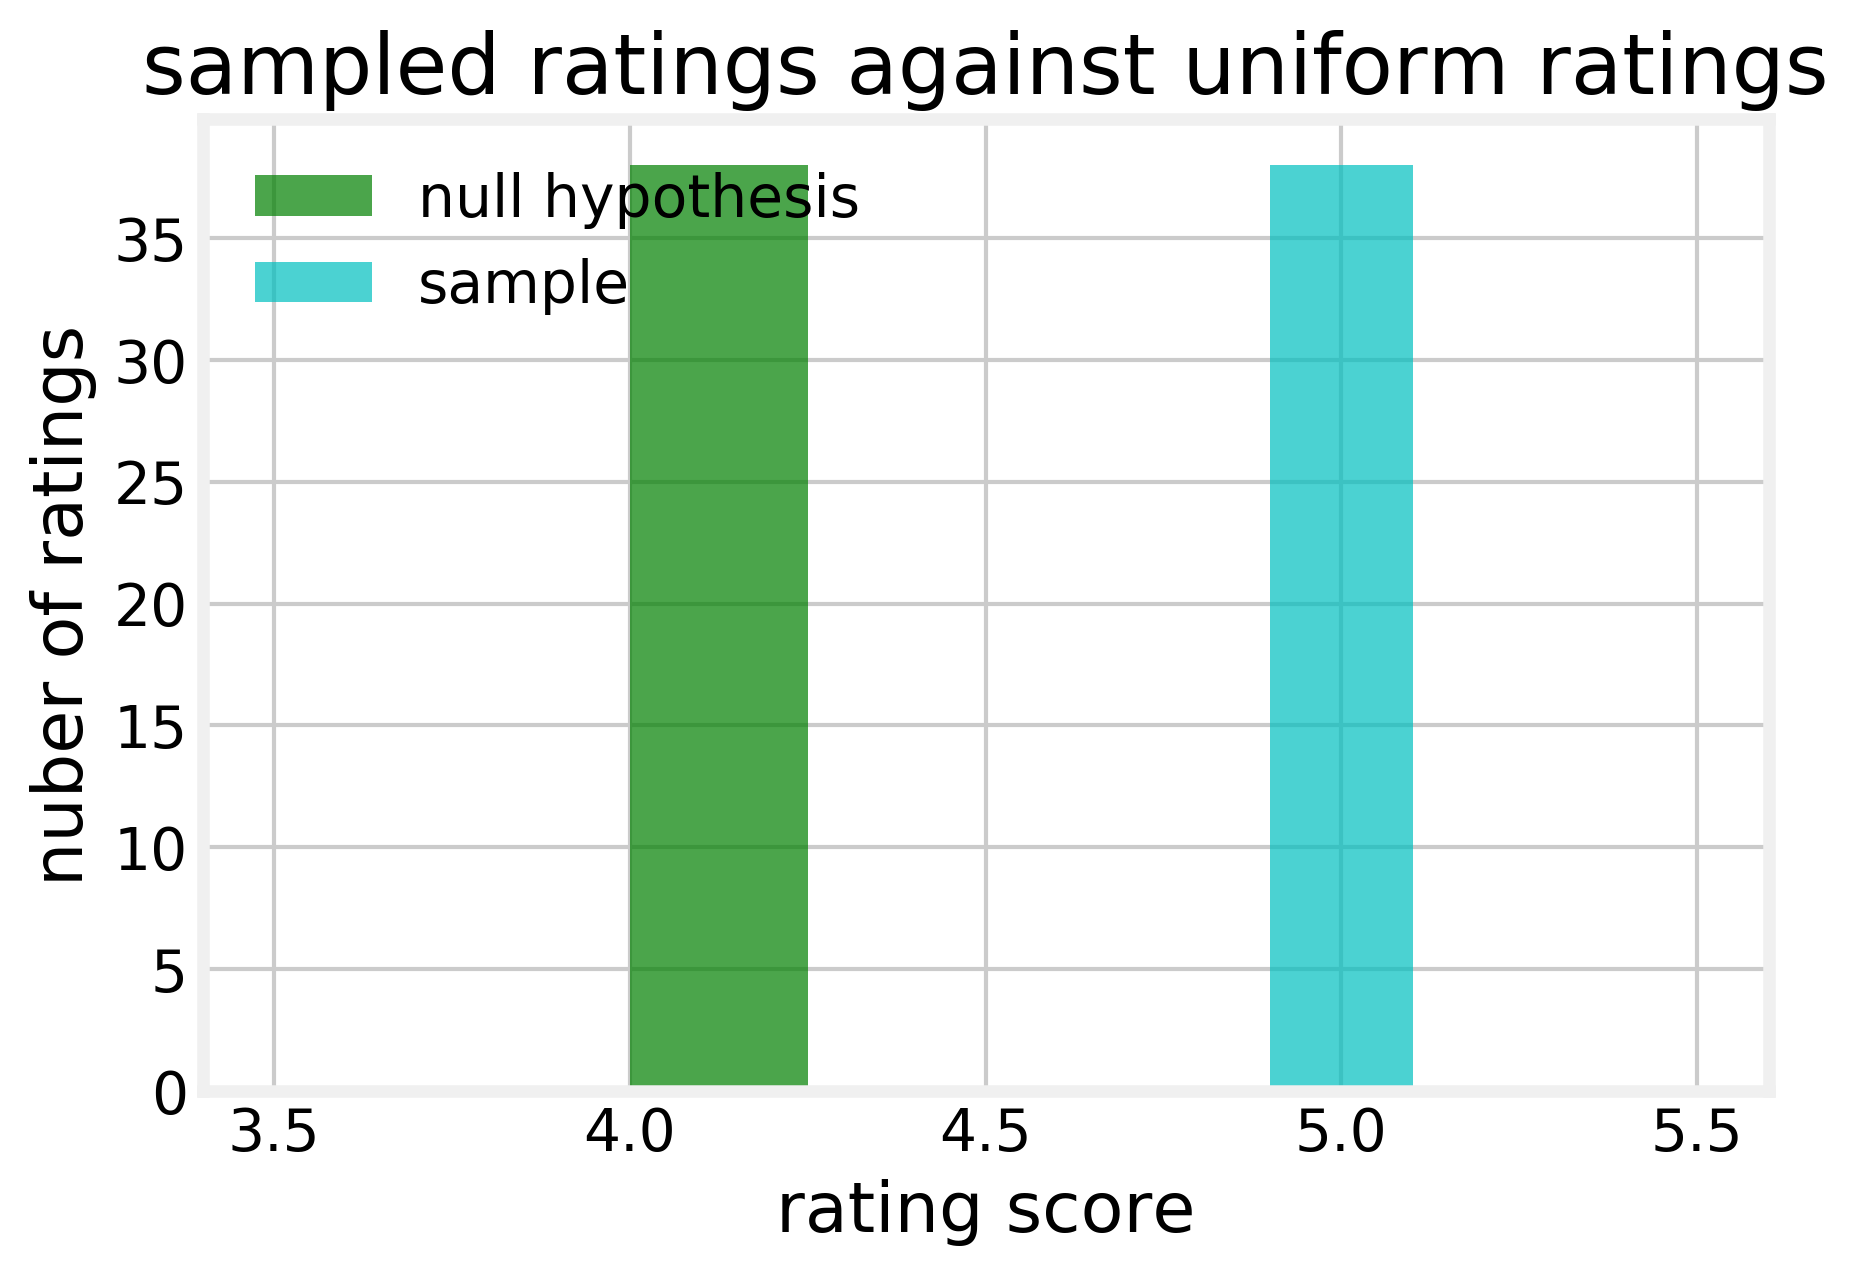 sampled ratings against uniform ratings
null hypothesis
sample
nuber of ratings
35
30
25
20
15
10
5
0
3.5 4.0 4.5 5.0 5.5
rating score